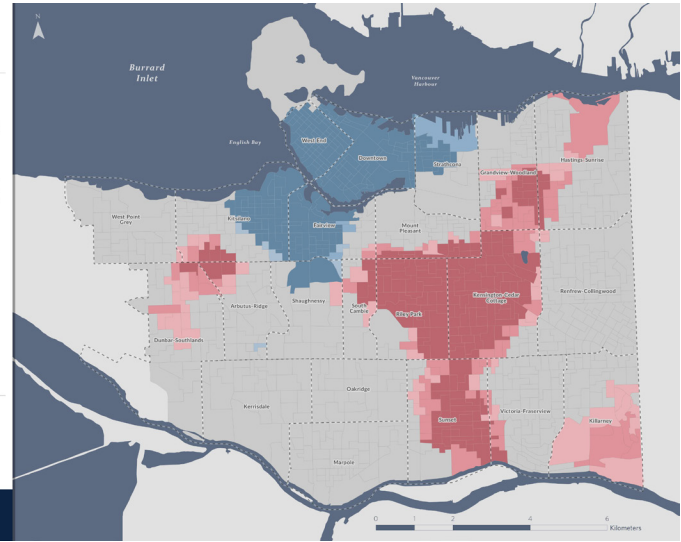 N
Burrard
Inlet
Vancouver
Harbour
English Bay
West End
Downtown
Strathcona
Hastings-Sunrise
Grandview-Woodland
West Point
Grey
Kitsilano
Fairview
Mount
Pleasant
Arbutus-Ridge
Shaughnessy
South
Cambie
Riley Park
Kensington-Cedar
Cottage
Renfrew-Collingwood
Dunbar-Southlands
Oakridge
Kerrisdale
Sunset
Victoria-Fraserview
Killarney
Marpole
0 1 2 4 6
Kilometers